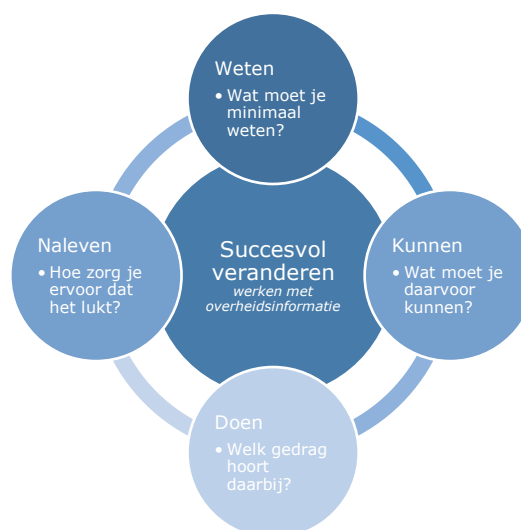 Weten
• Wat moet je
minimaal
weten?
Naleven
• Hoe zorg je
ervoor dat
het lukt?
Succesvol
veranderen
werken met
overheidsinformatie
Kunnen
• Wat moet je
daarvoor
kunnen?
Doen
• Welk gedrag
hoort
daarbij?